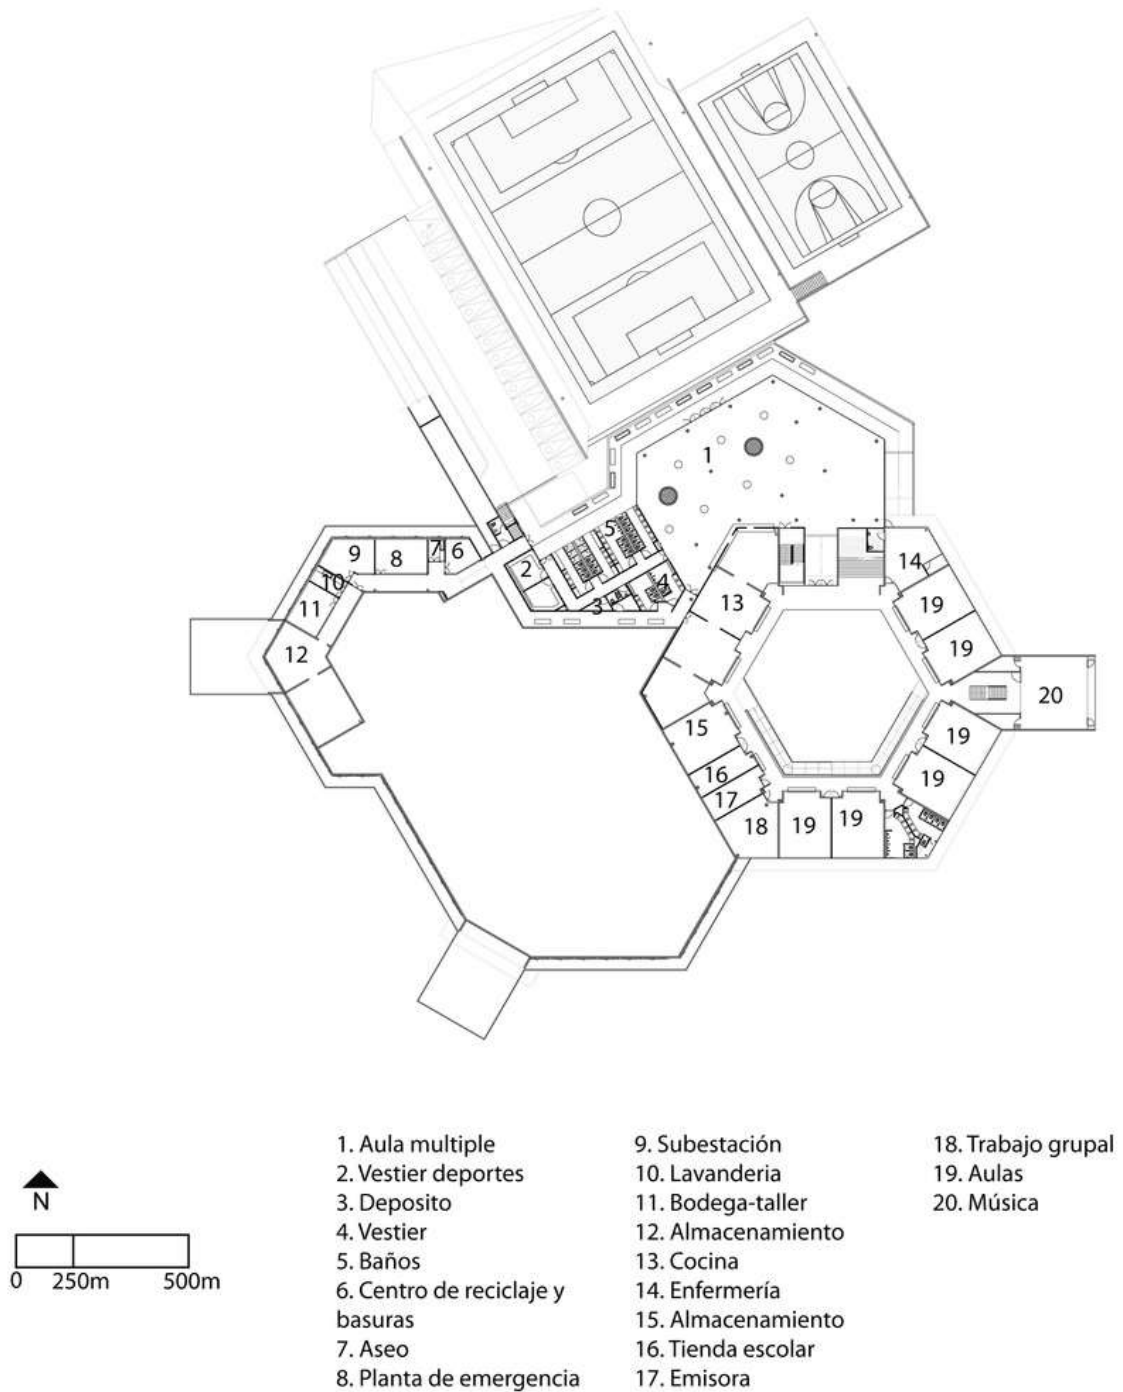 1
5
2
4
3
9
8
7
6
10
11
12
14
13
19
19
20
15
19
16
19
17
18
19
19
N
0 250m 500m
1. Aula multiple
2. Vestier deportes
3. Deposito
4. Vestier
5. Baños
6. Centro de reciclaje y
basuras
7. Aseo
8. Planta de emergencia
9. Subestación
10. Lavanderia
11. Bodega-taller
12. Almacenamiento
13. Cocina
14. Enfermería
15. Almacenamiento
16. Tienda escolar
17. Emisora
18. Trabajo grupal
19. Aulas
20. Música